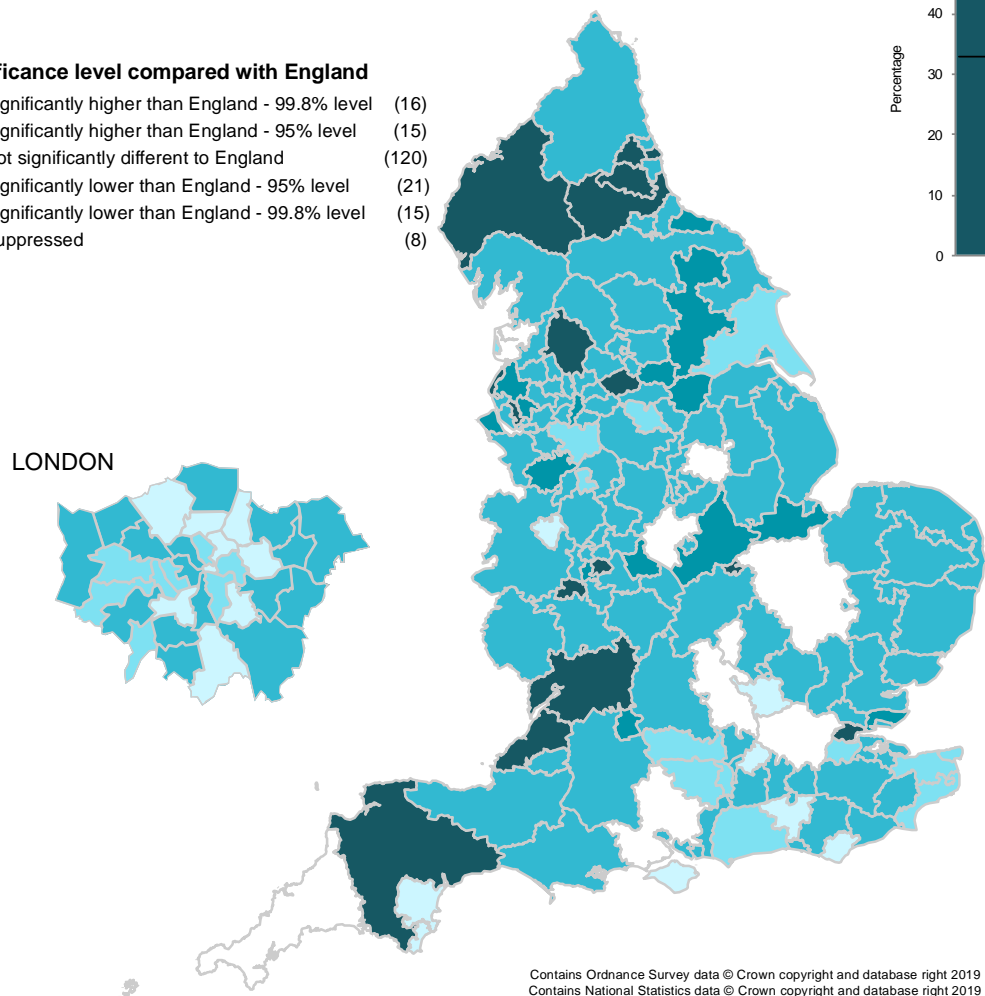 ficance level compared with England
gnificantly higher than England - 99.8% level (16)
gnificantly higher than England - 95% level (15)
ot significantly different to England (120)
gnificantly lower than England - 95% level (21)
gnificantly lower than England - 99.8% level (15)
uppressed (8)
40
30
20
10
0
Percentage
LONDON
Contains Ordnance Survey data © Crown copyright and database right 2019
Contains National Statistics data © Crown copyright and database right 2019